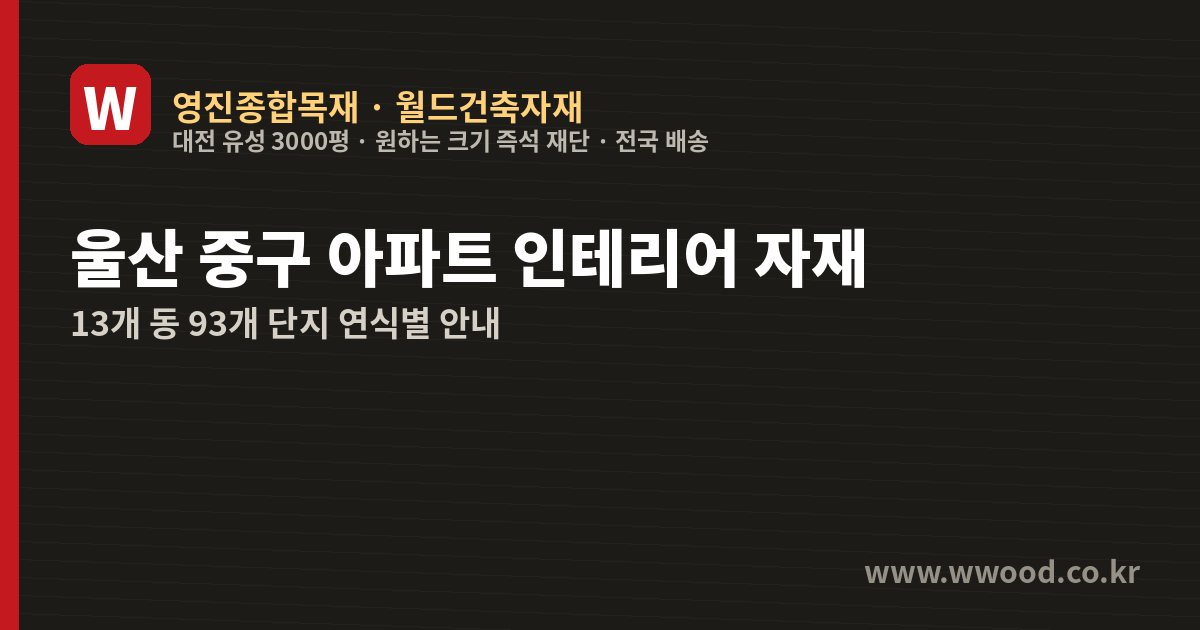 W
영진종합목재 · 월드건축자재
대전 유성 3000평 · 원하는 크기 즉석 재단 · 전국 배송
울산 중구 아파트 인테리어 자재
13개 동 93개 단지 연식별 안내
www.wwood.co.kr